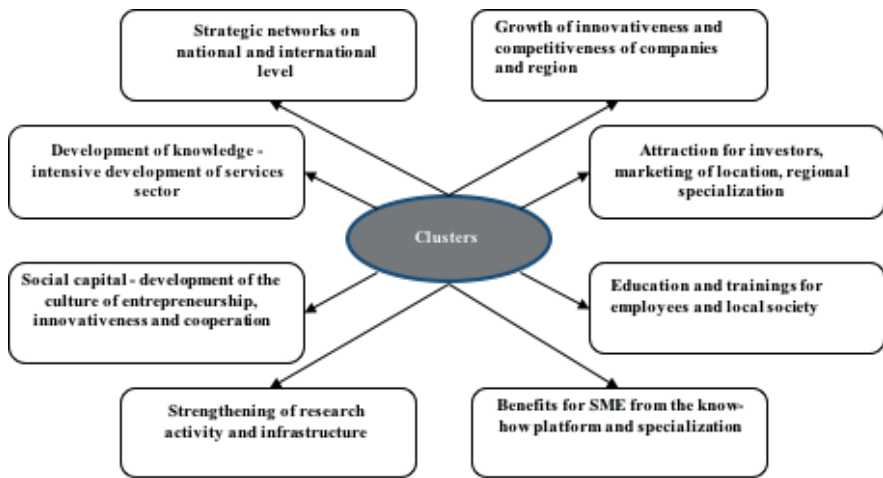 Strategic networks on
national and international
level
Growth of innovativeness and
competitiveness of companies
and region
Development of knowledge -
intensive development of services
sector
Attraction for investors,
marketing of location, regional
specialization
Clusters
Social capital - development of the
culture of entrepreneurship,
innovativeness and cooperation
Education and trainings for
employees and local society
Strengthening of research
activity and infrastructure
Benefits for SME from the know-
how platform and specialization